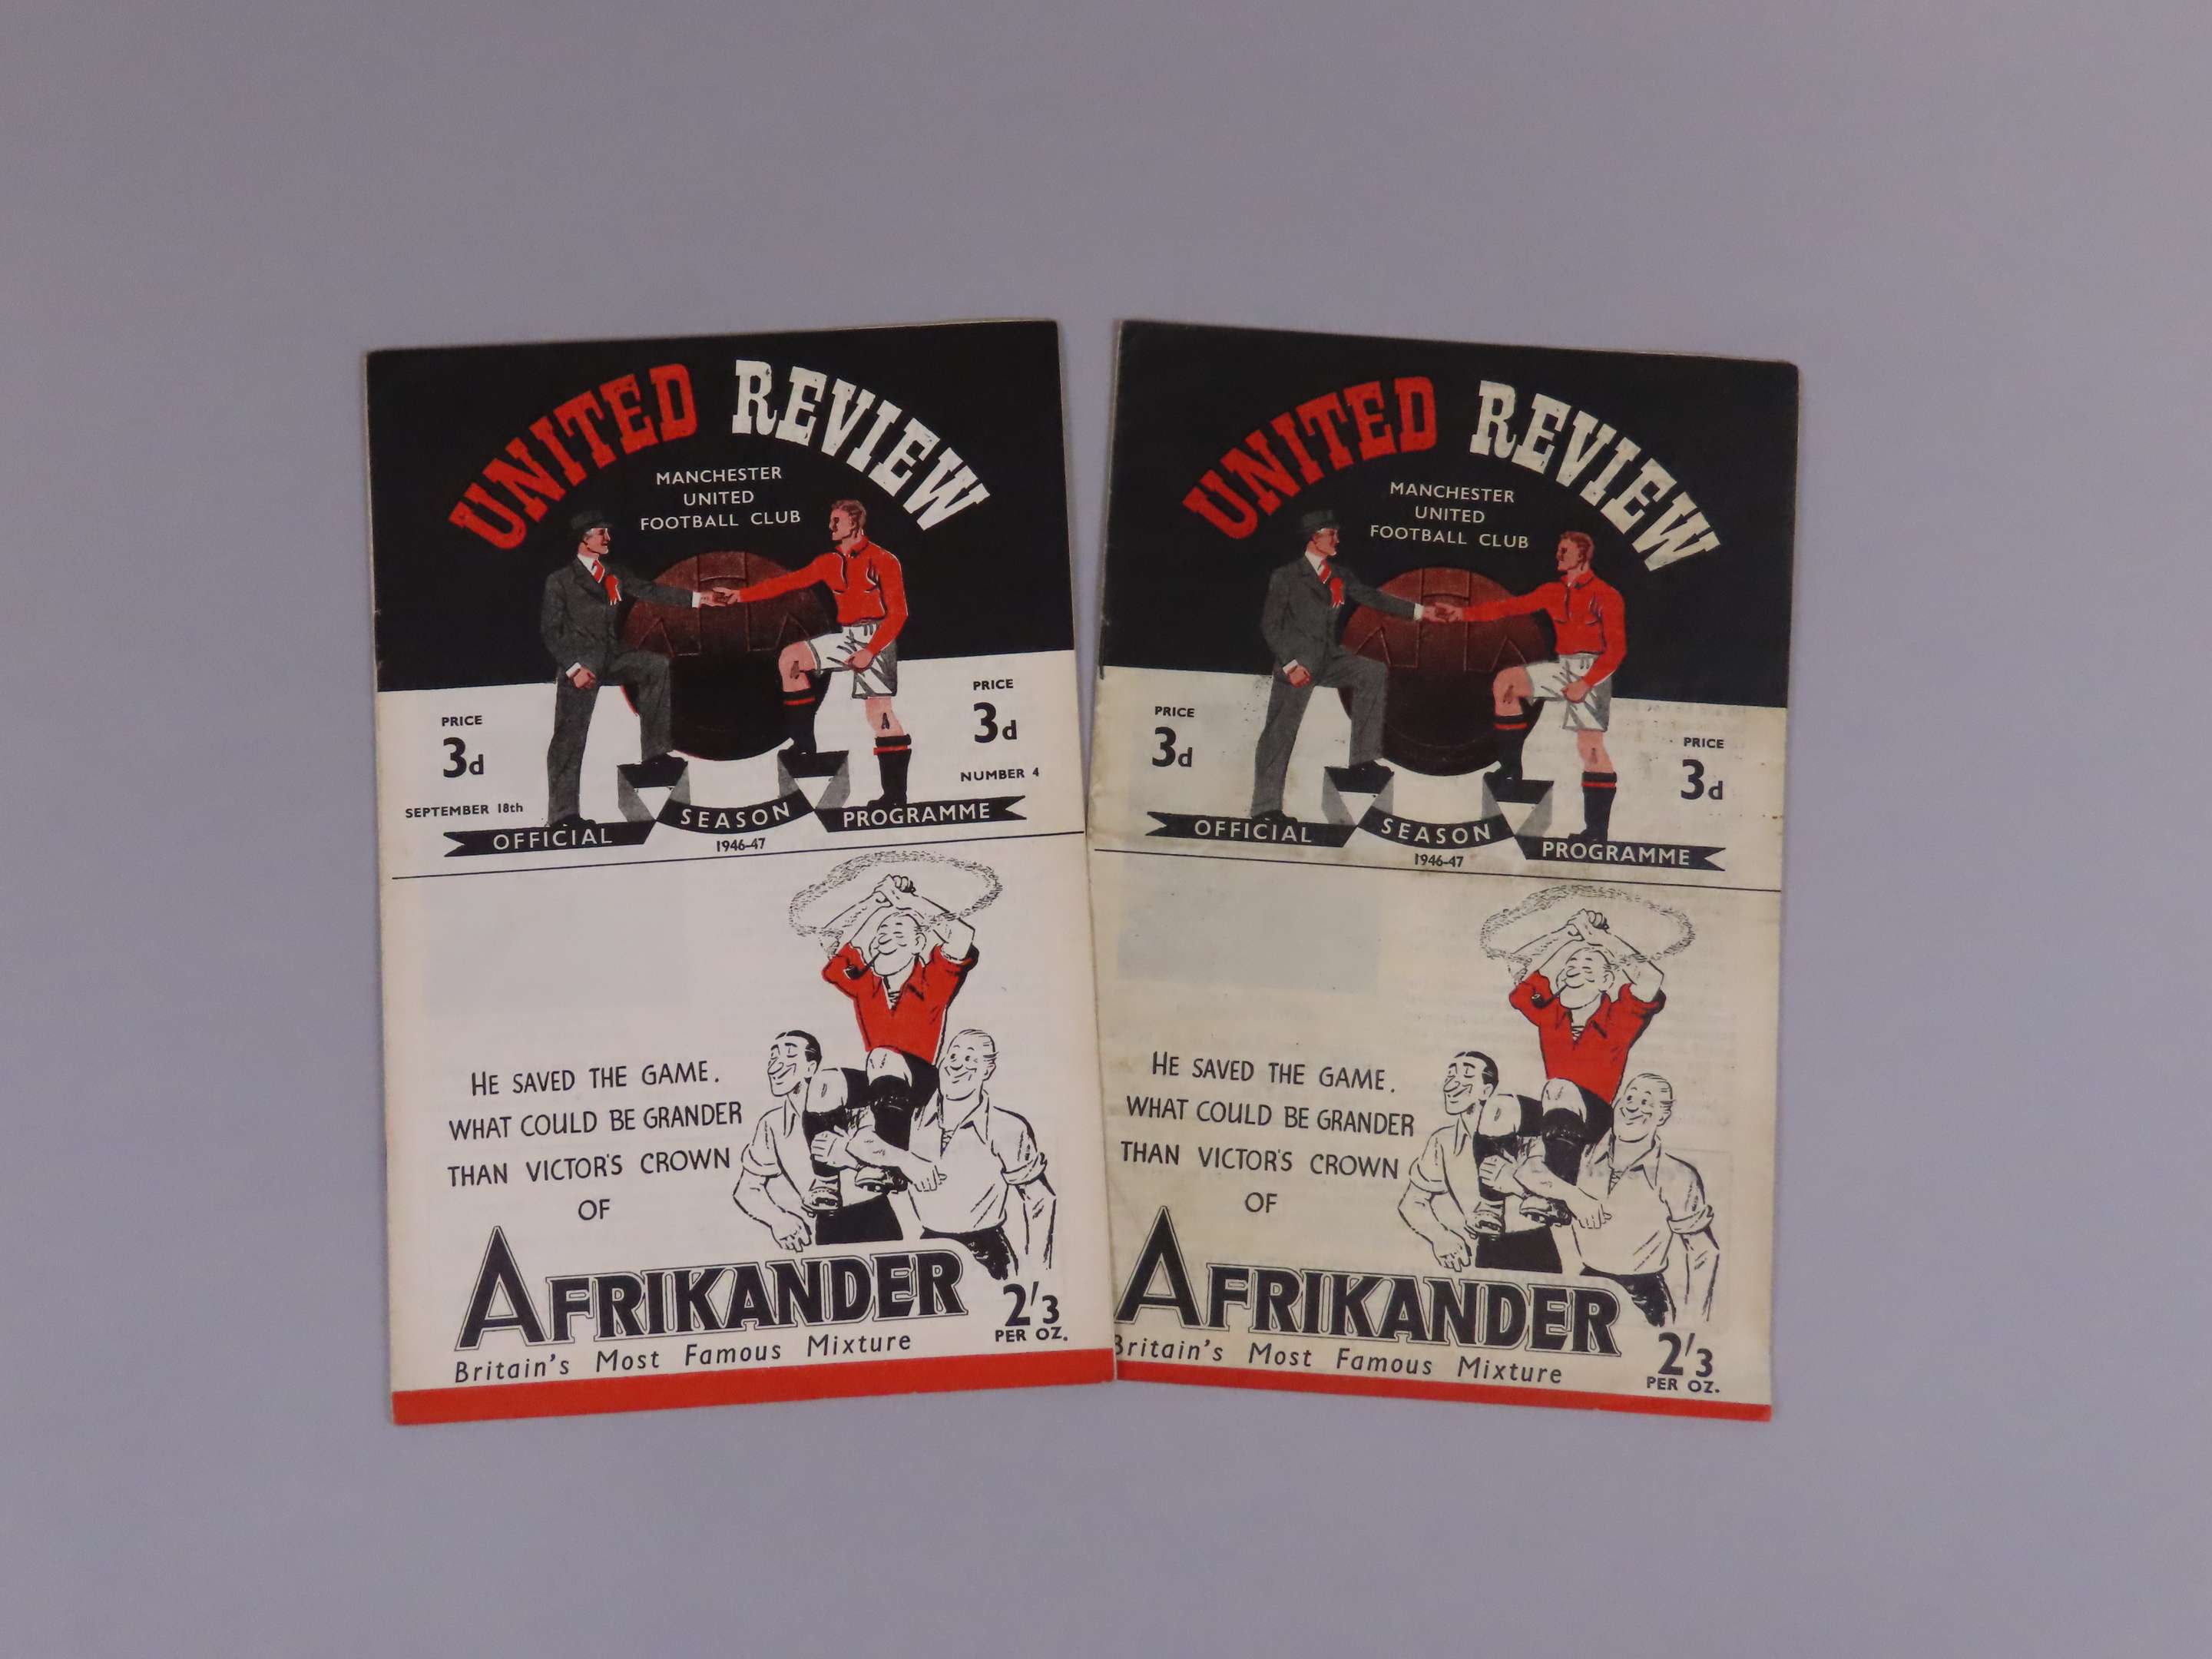 UNITED REVIEW
MANCHESTER
UNITED
FOOTBALL CLUB
PRICE
3d
SEPTEMBER 18th
PRICE
3d
NUMBER 4
OFFICIAL SEASON PROGRAMME
1946-47
HE SAVED THE GAME.
WHAT COULD BE GRANDER
THAN VICTOR'S CROWN
OF
AFRIKANDER
Britain's Most Famous Mixture
2'/3
PER OZ.
UNITED REVIEW
MANCHESTER
UNITED
FOOTBALL CLUB
PRICE
3d
PRICE
3d
OFFICIAL SEASON PROGRAMME
1946-47
HE SAVED THE GAME.
WHAT COULD BE GRANDER
THAN VICTOR'S CROWN
OF
AFRIKANDER
Britain's Most Famous Mixture
2'/3
PER OZ.